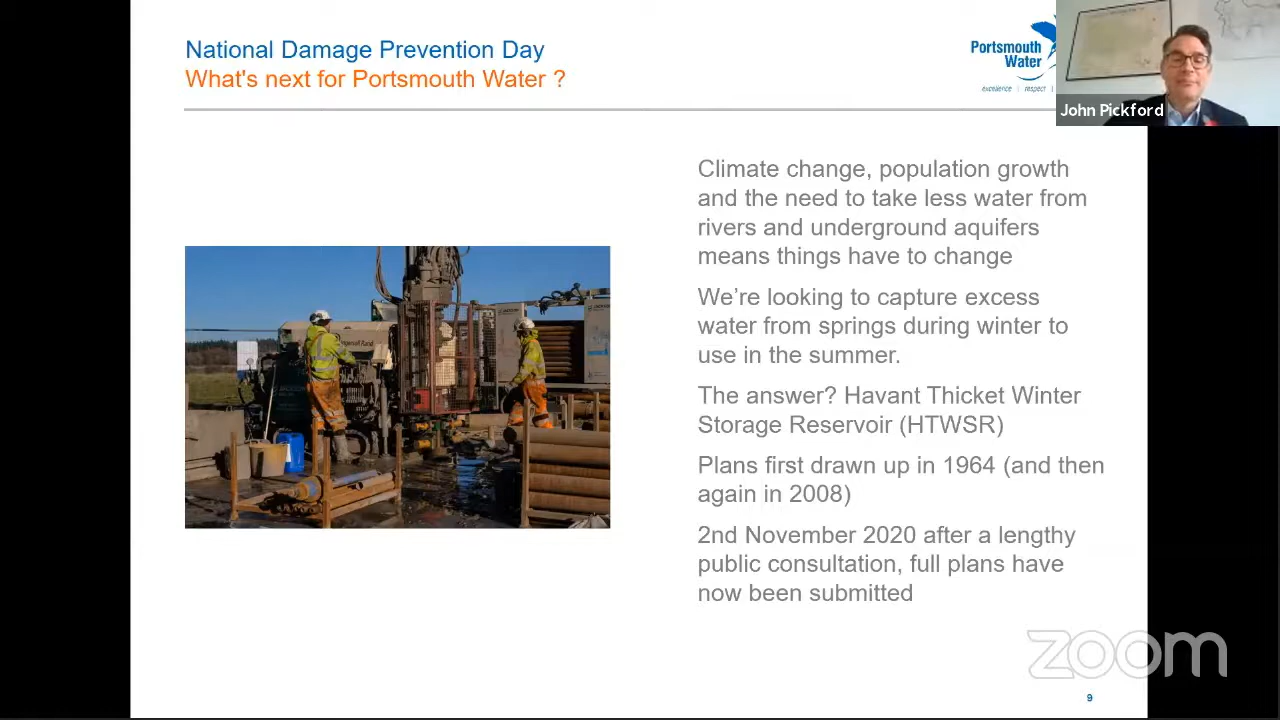 National Damage Prevention Day
What's next for Portsmouth Water ?
Portsmouth
Water
excellence | respect |
John Pickford
Climate change, population growth
and the need to take less water from
rivers and underground aquifers
means things have to change
We’re looking to capture excess
water from springs during winter to
use in the summer.
The answer? Havant Thicket Winter
Storage Reservoir (HTWSR)
Plans first drawn up in 1964 (and then
again in 2008)
2nd November 2020 after a lengthy
public consultation, full plans have
now been submitted
zoom
9